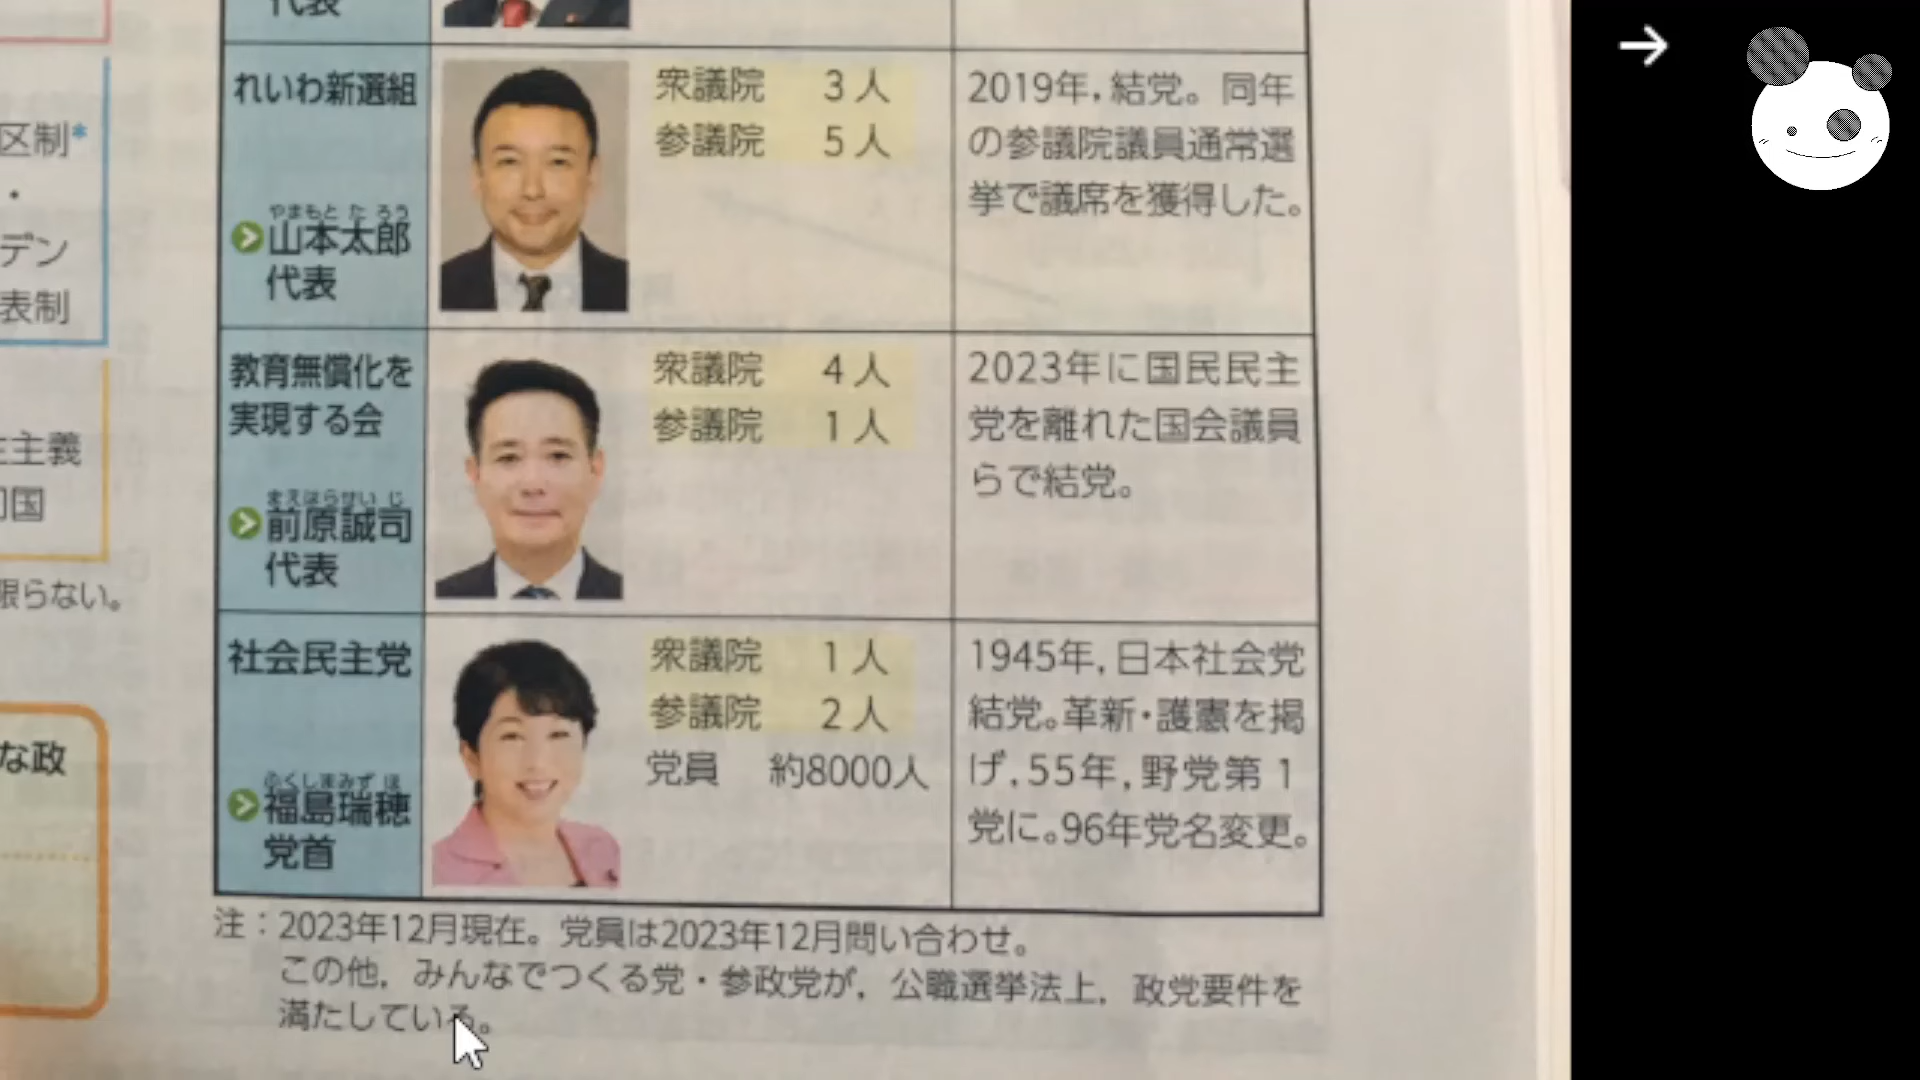 代表
区制*
・
デン
表制
主主義
和国
限らない。
な政
れいわ新選組
やまもと た ろう
山本太郎
代表
衆議院 3人
参議院 5人
2019年，結党。同年
の参議院議員通常選
挙で議席を獲得した。
教育無償化を
実現する会
まえはらせい じ
前原誠司
代表
衆議院 4人
参議院 1人
2023年に国民民主
党を離れた国会議員
らで結党。
社会民主党
ふくしまみず ほ
福島瑞穂
党首
衆議院 1人
参議院 2人
党員 約8000人
1945年，日本社会党
結党。革新・護憲を掲
げ，55年，野党第1
党に。96年党名変更。
注：2023年12月現在。党員は2023年12月問い合わせ。
この他，みんなでつくる党・参政党が，公職選挙法上，政党要件を
満たしている。